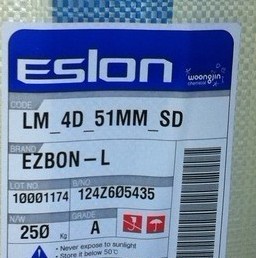 Eslon
woongjin
chemical
CODE
LM_4D_51MM_SD
BRAND
EZBON-L
LOT NO. B/NO
10001174 124Z605435
N/W GRADE
250 Kg A
• Never expose to sunlight
• Store it below 50℃